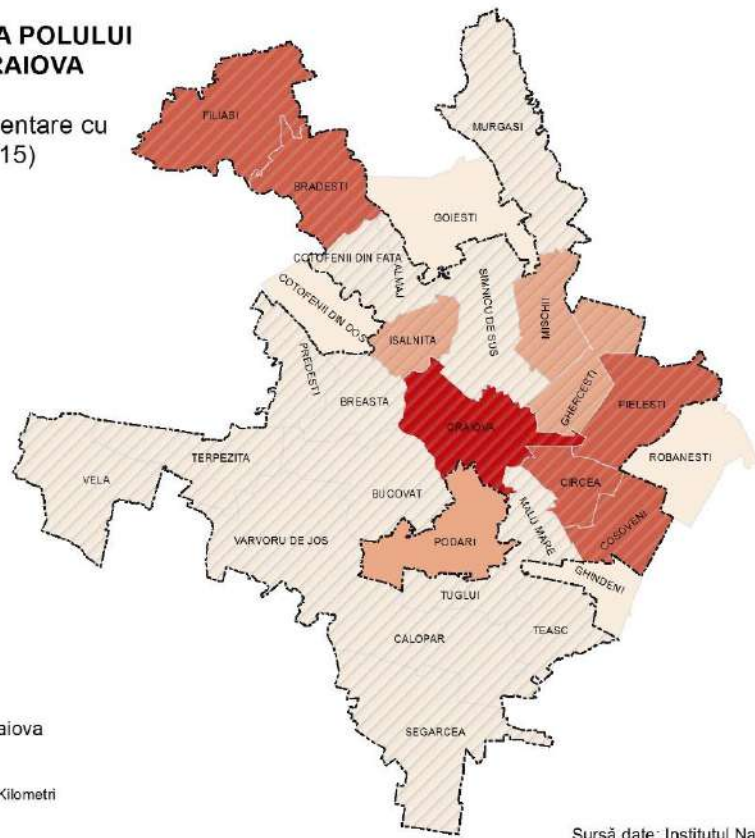 A POLULUI
RAIOVA
entare cu
15)
FILIASI
MURGASI
BRADESTI
GOIESTI
COTOFENII DIN FATA
ALMAJ
SIMNICU DE SUS
COTOFENII DIN DOS
MISCHII
ISALNITA
PREDESTI
BREASTA
GHERCESTI
PIELESTI
CRAIOVA
ROBANESTI
TERPEZITA
VELA
CIRCEA
BUCOVAT
MALU MARE
COSOVENI
VARVORU DE JOS
PODARI
GHINDENI
TUGLUI
TEASC
CALOPAR
SEGARCEA
aiova
Kilometri
Sursă date: Institutul Na